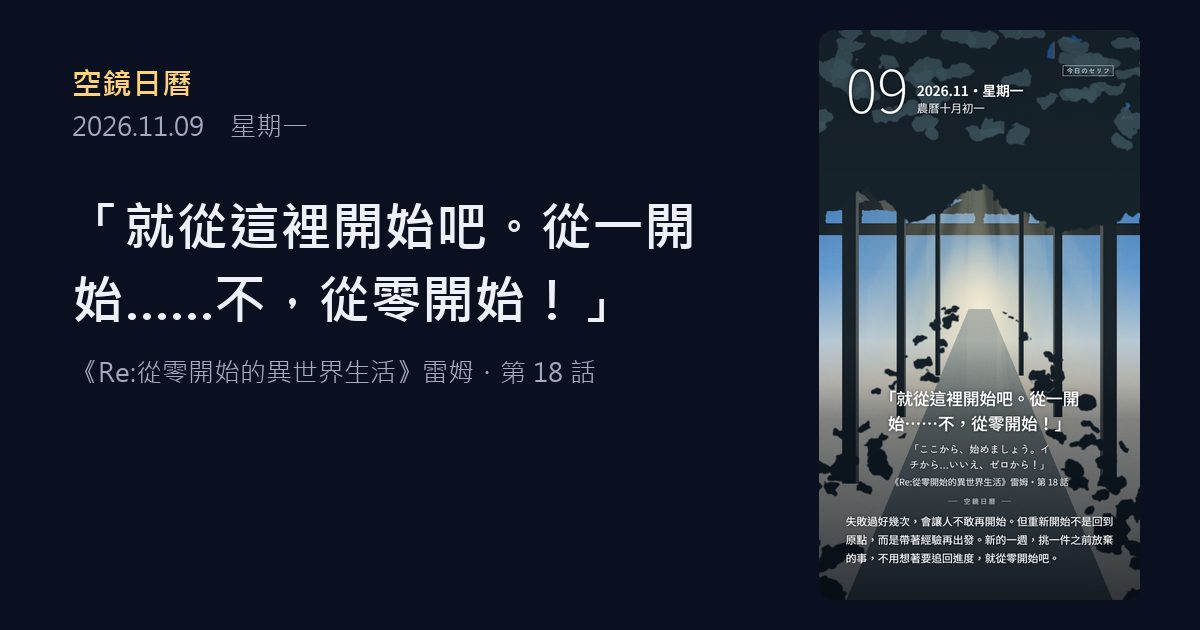 空鏡日曆
2026.11.09 星期一
「就從這裡開始吧。從一開
始……不，從零開始！」
《Re:從零開始的異世界生活》雷姆・第 18 話
今日のセリフ
09
2026.11・星期一
農曆十月初一
「就從這裡開始吧。從一開
始……不，從零開始！」
「ここから、始めましょう。イ
チから…いいえ、ゼロから！」
《Re:從零開始的異世界生活》雷姆・第 18 話
— 空鏡日曆 —
失敗過好幾次，會讓人不敢再開始。但重新開始不是回到
原點，而是帶著經驗再出發。新的一週，挑一件之前放棄
的事，不用想著要追回進度，就從零開始吧。